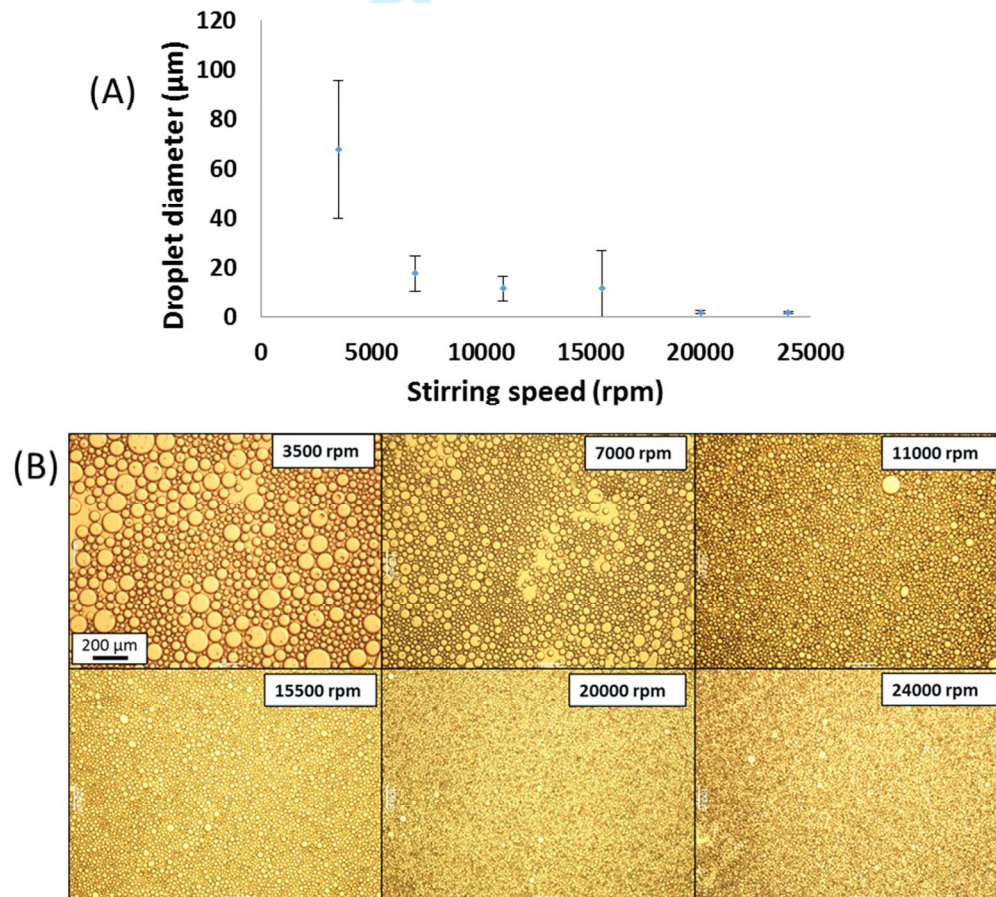 (A)
Droplet diameter (µm)
120
100
80
60
40
20
0
0 5000 10000 15000 20000 25000
Stirring speed (rpm)
(B)
3500 rpm
7000 rpm
11000 rpm
200 µm
15500 rpm
20000 rpm
24000 rpm